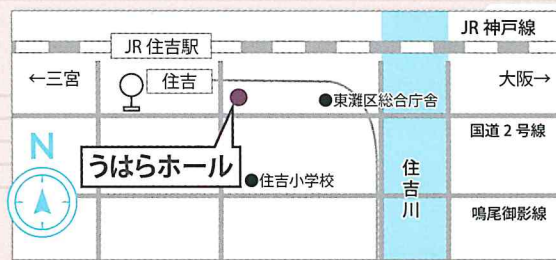 JR 神戸線
JR 住吉駅
←三宮
住吉
大阪→
東灘区総合庁舎
国道2号線
N
うはらホール
住吉小学校
住吉川
鳴尾御影線